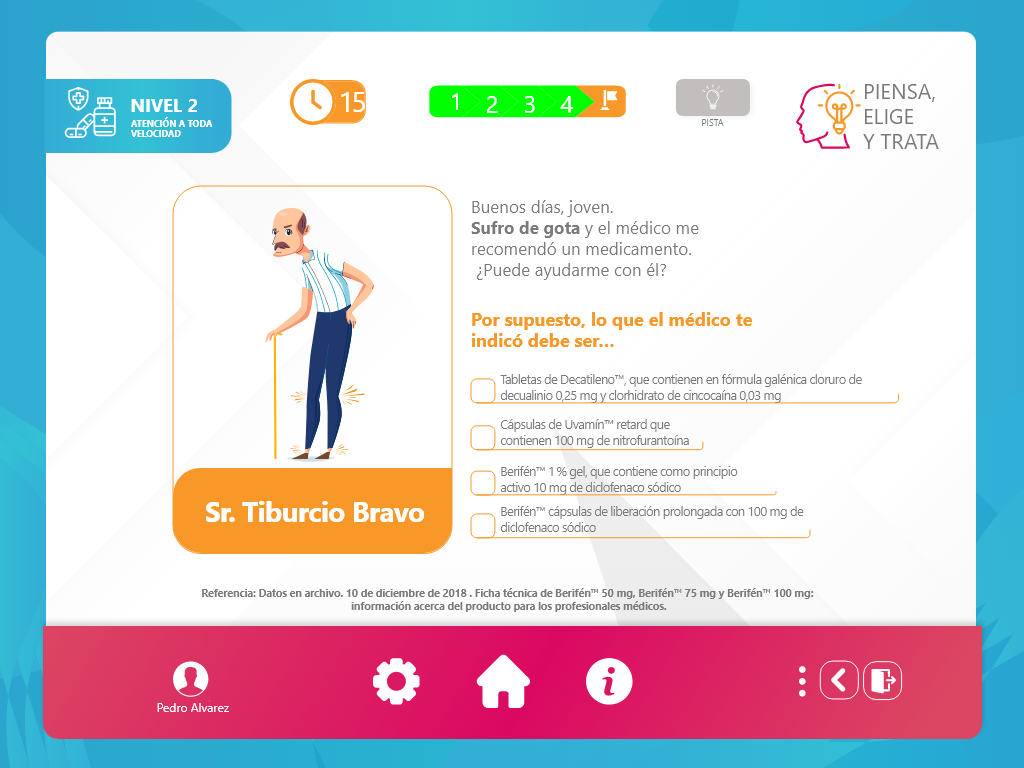 NIVEL 2
ATENCIÓN A TODA
VELOCIDAD
15
1 2 3 4
PISTA
PIENSA,
ELIGE
Y TRATA
Buenos días, joven.
Sufro de gota y el médico me
recomendó un medicamento.
¿Puede ayudarme con él?
Por supuesto, lo que el médico te
indicó debe ser...
Tabletas de Decatileno™, que contienen en fórmula galénica cloruro de
decualinio 0,25 mg y clorhidrato de cincocaína 0,03 mg
Cápsulas de Uvamín™ retard que
contienen 100 mg de nitrofurantoína
Berifén™ 1 % gel, que contiene como principio
activo 10 mg de diclofenaco sódico
Berifén™ cápsulas de liberación prolongada con 100 mg de
diclofenaco sódico
Sr. Tiburcio Bravo
Referencia: Datos en archivo. 10 de diciembre de 2018 . Ficha técnica de Berifén™ 50 mg, Berifén™ 75 mg y Berifén™ 100 mg:
información acerca del producto para los profesionales médicos.
Pedro Alvarez